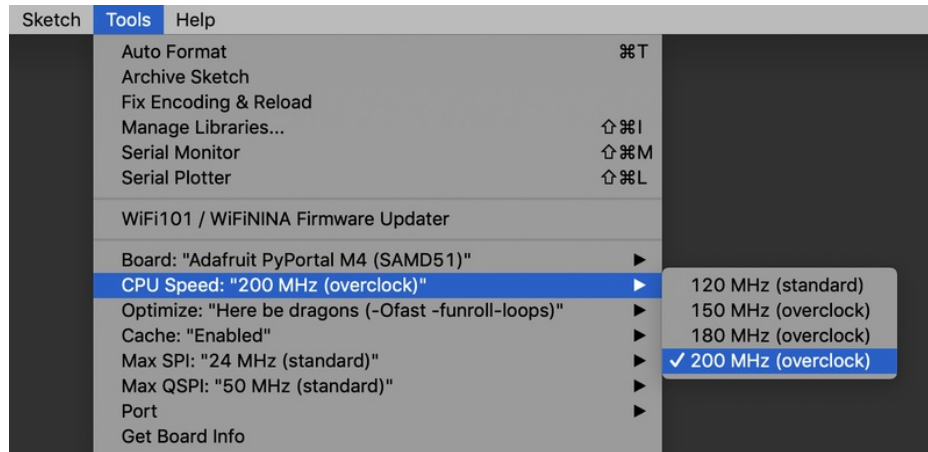 Sketch Tools Help
Auto Format ⌘T
Archive Sketch
Fix Encoding & Reload
Manage Libraries... ⇧⌘I
Serial Monitor ⇧⌘M
Serial Plotter ⇧⌘L
WiFi101 / WiFiNINA Firmware Updater
Board: "Adafruit PyPortal M4 (SAMD51)" ▶
CPU Speed: "200 MHz (overclock)" ▶
Optimize: "Here be dragons (-Ofast -funroll-loops)" ▶
Cache: "Enabled" ▶
Max SPI: "24 MHz (standard)" ▶
Max QSPI: "50 MHz (standard)" ▶
Port ▶
Get Board Info
120 MHz (standard)
150 MHz (overclock)
180 MHz (overclock)
✓ 200 MHz (overclock)